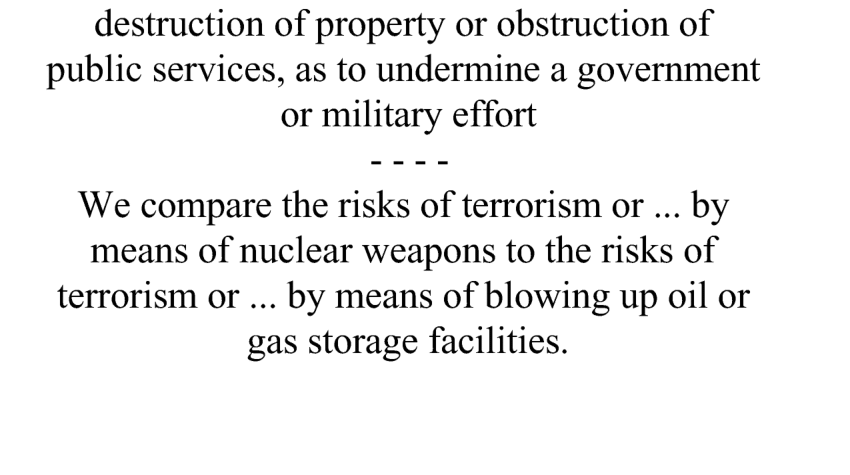 destruction of property or obstruction of
public services, as to undermine a government
or military effort
- - - -
We compare the risks of terrorism or ... by
means of nuclear weapons to the risks of
terrorism or ... by means of blowing up oil or
gas storage facilities.